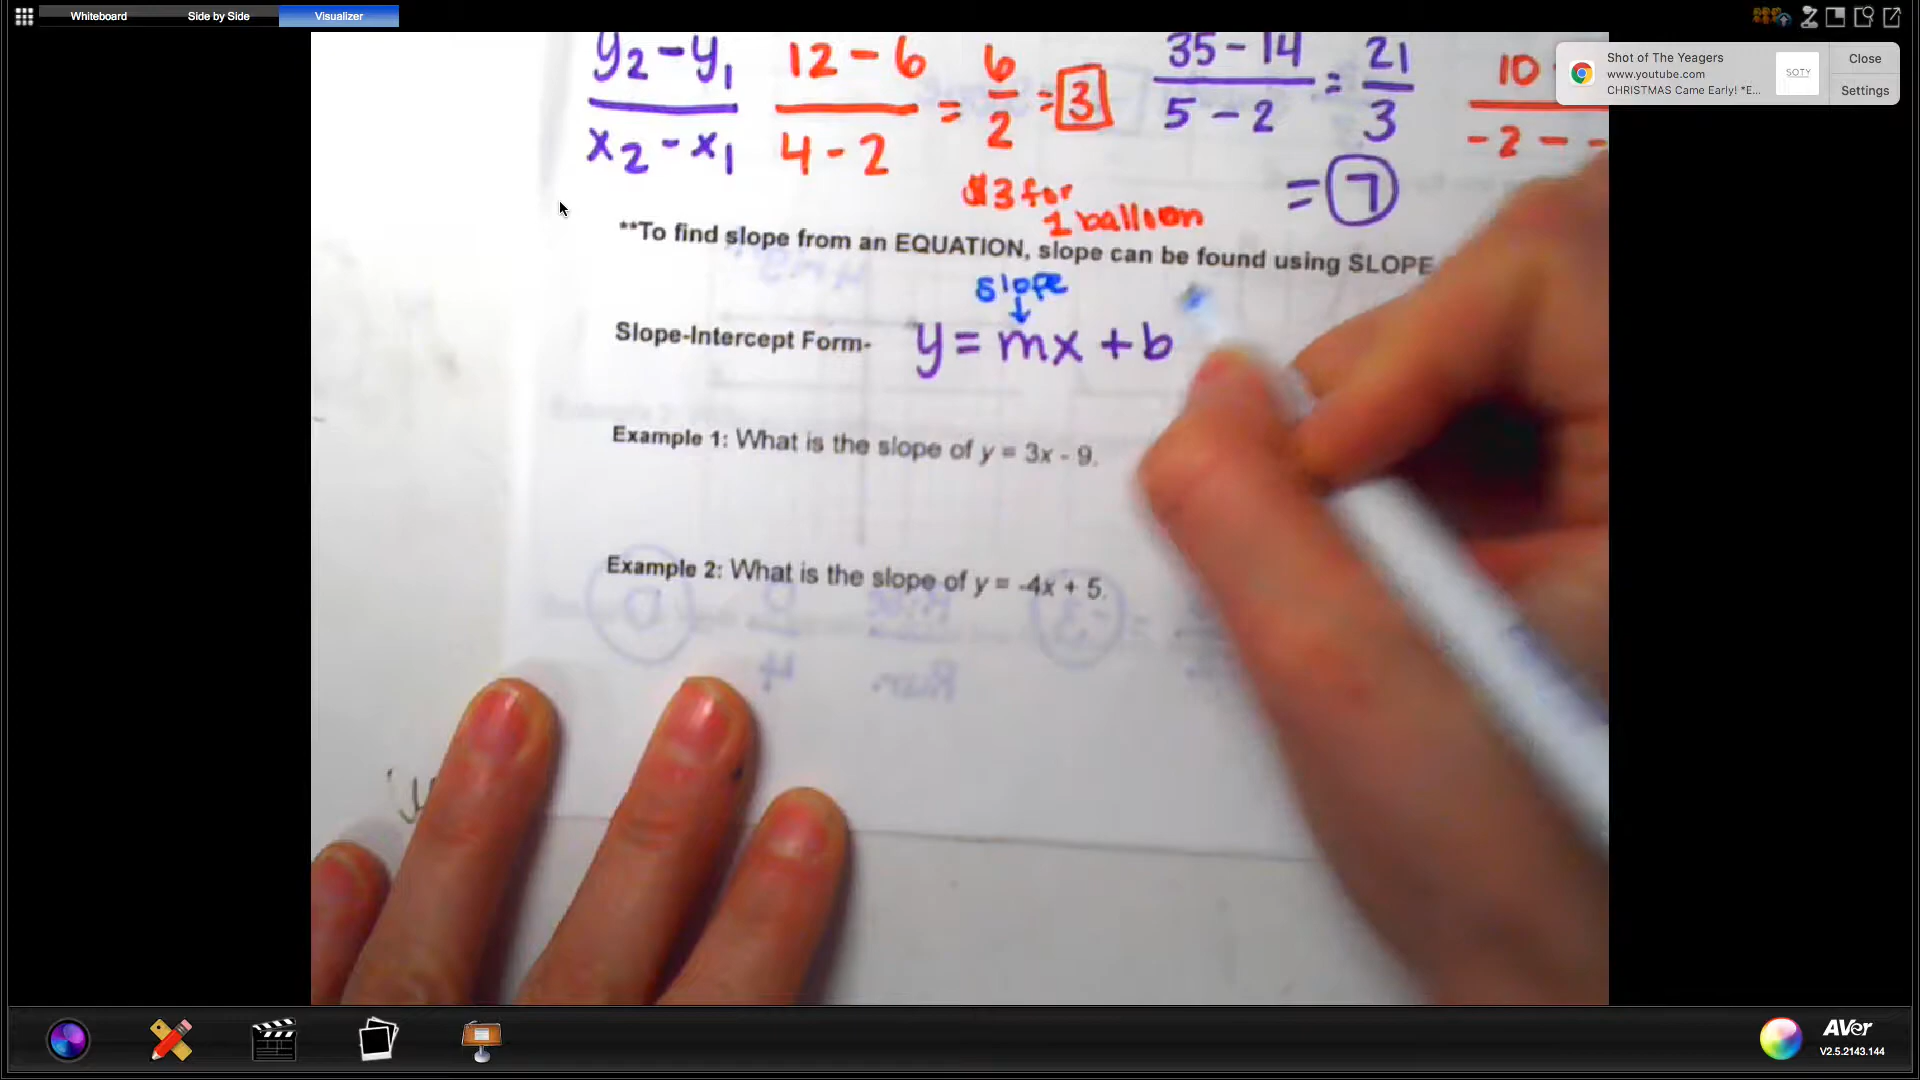 Whiteboard Side by Side Visualizer
Shot of The Yeagers
www.youtube.com
CHRISTMAS Came Early! *E...
SOTY
Close
Settings
y₂-y₁ / x₂-x₁ 12-6 / 4-2 = 6/2 = 3 35-14 / 5-2 = 21/3
= 7
10
-2 - -
$3 for
1 balloon
**To find slope from an EQUATION, slope can be found using SLOPE
slope
Slope-Intercept Form- y = mx + b
Example 1: What is the slope of y = 3x - 9.
Example 2: What is the slope of y = -4x + 5.
AVer
V2.5.2143.144